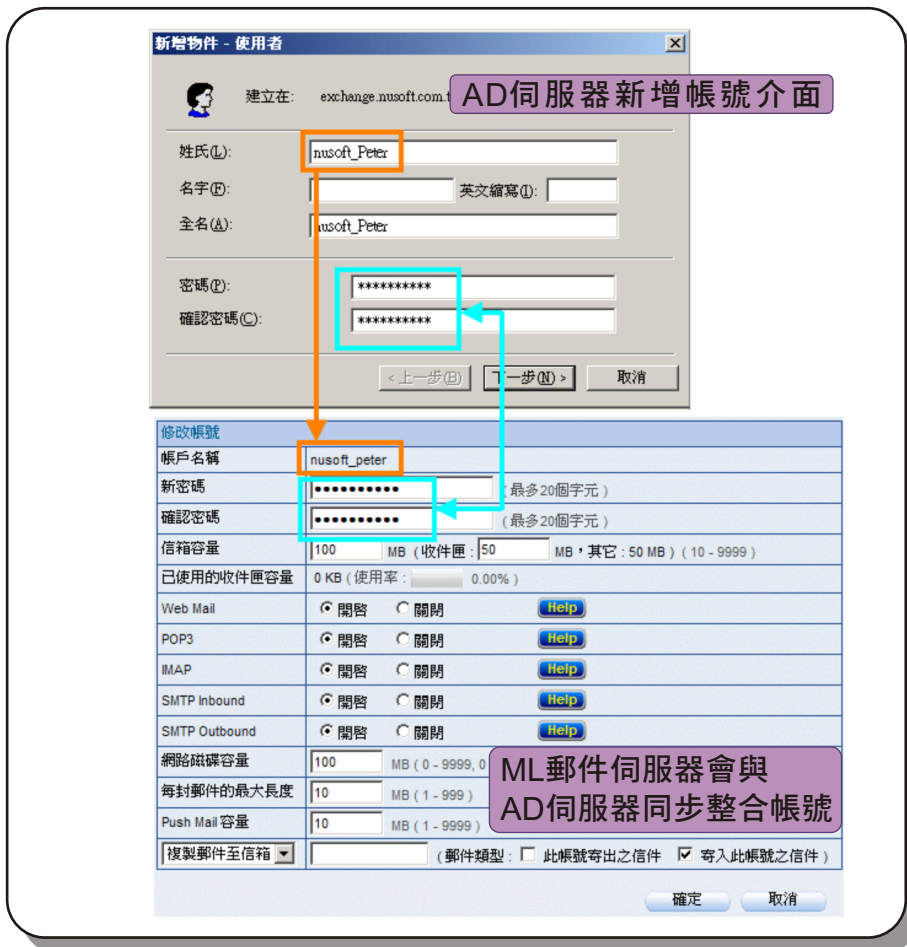 新增物件 - 使用者
建立在: exchange.nusoft.com.
AD伺服器新增帳號介面
姓氏(L): nusoft_Peter
名字(F): 英文縮寫(I):
全名(A): nusoft_Peter
密碼(P): **********
確認密碼(C): **********
<上一步(B) 下一步(N) > 取消
修改帳號
帳戶名稱 nusoft_peter
新密碼 •••••••••• (最多20個字元)
確認密碼 •••••••••• (最多20個字元)
信箱容量 100 MB (收件匣 : 50 MB,其它 : 50 MB ) ( 10 - 9999 )
已使用的收件匣容量 0 KB ( 使用率 : 0.00% )
Web Mail 開啓 關閉 Help
POP3 開啓 關閉 Help
IMAP 開啓 關閉 Help
SMTP Inbound 開啓 關閉 Help
SMTP Outbound 開啓 關閉 Help
網路磁碟容量 100 MB ( 0 - 9999, 0
每封郵件的最大長度 10 MB ( 1 - 999 )
Push Mail 容量 10 MB ( 1 - 9999 )
ML郵件伺服器會與
AD伺服器同步整合帳號
複製郵件至信箱 (郵件類型 : 此帳號寄出之信件 寄入此帳號之信件 )
確定 取消